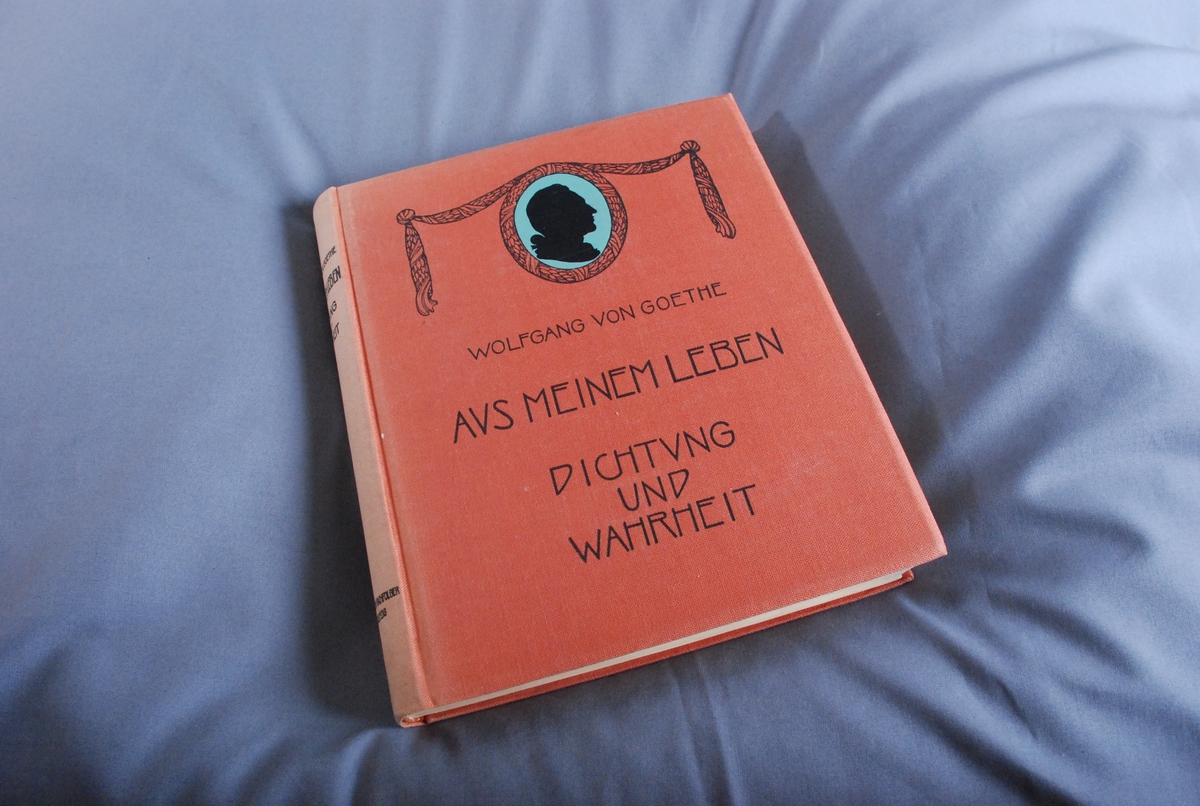 WOLFGANG VON GOETHE
AVS MEINEM LEBEN
DICHTVNG
UND
WAHRHEIT